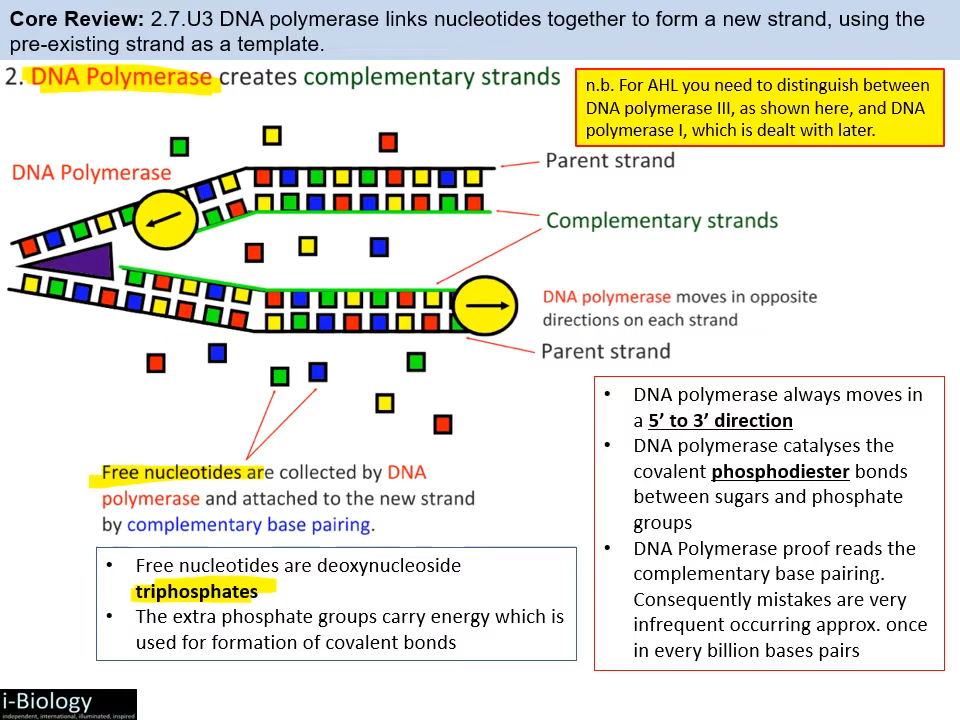 Core Review: 2.7.U3 DNA polymerase links nucleotides together to form a new strand, using the
pre-existing strand as a template.
2. DNA Polymerase creates complementary strands
n.b. For AHL you need to distinguish between
DNA polymerase III, as shown here, and DNA
polymerase I, which is dealt with later.
DNA Polymerase
Parent strand
Complementary strands
DNA polymerase moves in opposite
directions on each strand
Parent strand
Free nucleotides are collected by DNA
polymerase and attached to the new strand
by complementary base pairing.
• Free nucleotides are deoxynucleoside
triphosphates
• The extra phosphate groups carry energy which is
used for formation of covalent bonds
• DNA polymerase always moves in
a 5’ to 3’ direction
• DNA polymerase catalyses the
covalent phosphodiester bonds
between sugars and phosphate
groups
• DNA Polymerase proof reads the
complementary base pairing.
Consequently mistakes are very
infrequent occurring approx. once
in every billion bases pairs
i-Biology
independent, international, illuminated, inspired